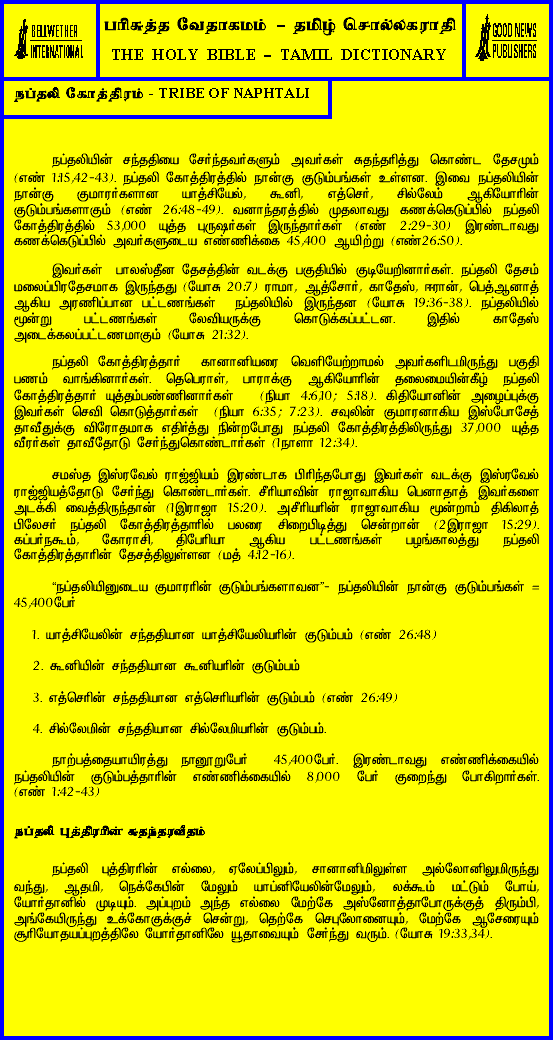 BELLWETHER
INTERNATIONAL
பரிசுத்த வேதாகமம் – தமிழ் சொல்லகராதி
THE HOLY BIBLE – TAMIL DICTIONARY
GOOD NEWS
PUBLISHERS
நப்தலி கோத்திரம் - TRIBE OF NAPHTALI
நப்தலியின் சந்ததியை சேர்ந்தவர்களும் அவர்கள் சுதந்தரித்து கொண்ட தேசமும்
(எண் 1:15,42-43). நப்தலி கோத்திரத்தில் நான்கு குடும்பங்கள் உள்ளன. இவை நப்தலியின்
நான்கு குமாரர்களான யாத்சியேல், கூனி, எத்செர், சில்லேம் ஆகியோரின்
குடும்பங்களாகும் (எண் 26:48-49). வனாந்தரத்தில் முதலாவது கணக்கெடுப்பில் நப்தலி
கோத்திரத்தில் 53,000 யுத்த புருஷர்கள் இருந்தார்கள் (எண் 2:29-30) இரண்டாவது
கணக்கெடுப்பில் அவர்களுடைய எண்ணிக்கை 45,400 ஆயிற்று (எண்26:50).
இவர்கள் பாலஸ்தீன தேசத்தின் வடக்கு பகுதியில் குடியேறினார்கள். நப்தலி தேசம்
மலைப்பிரதேசமாக இருந்தது (யோசு 20:7) ராமா, ஆத்சோர், காதேஸ், ஈரான், பெத்ஆனாத்
ஆகிய அரணிப்பான பட்டணங்கள் நப்தலியில் இருந்தன (யோசு 19:36-38). நப்தலியில்
மூன்று பட்டணங்கள் லேவியருக்கு கொடுக்கப்பட்டன. இதில் காதேஸ்
அடைக்கலப்பட்டணமாகும் (யோசு 21:32).
நப்தலி கோத்திரத்தார் கானானியரை வெளியேற்றாமல் அவர்களிடமிருந்து பகுதி
பணம் வாங்கினார்கள். தெபெராள், பாராக்கு ஆகியோரின் தலைமையின்கீழ் நப்தலி
கோத்திரத்தார் யுத்தம்பண்ணினார்கள் (நியா 4:6,10; 5:18). கிதியோனின் அழைப்புக்கு
இவர்கள் செவி கொடுத்தார்கள் (நியா 6:35; 7:23). சவுலின் குமாரனாகிய இஸ்போசேத்
தாவீதுக்கு விரோதமாக எதிர்த்து நின்றபோது நப்தலி கோத்திரத்திலிருந்து 37,000 யுத்த
வீரர்கள் தாவீதோடு சேர்ந்துகொண்டார்கள் (1நாளா 12:34).
சமஸ்த இஸ்ரவேல் ராஜ்ஜியம் இரண்டாக பிரிந்தபோது இவர்கள் வடக்கு இஸ்ரவேல்
ராஜ்ஜியத்தோடு சேர்ந்து கொண்டார்கள். சீரியாவின் ராஜாவாகிய பெனாதாத் இவர்களை
அடக்கி வைத்திருந்தான் (1இராஜா 15:20). அசீரியரின் ராஜாவாகிய மூன்றாம் திகிலாத்
பிலேசர் நப்தலி கோத்திரத்தாரில் பலரை சிறைபிடித்து சென்றான் (2இராஜா 15:29).
கப்பர்நகூம், கோராசி, திபேரியா ஆகிய பட்டணங்கள் பழங்காலத்து நப்தலி
கோத்திரத்தாரின் தேசத்திலுள்ளன (மத் 4:12-16).
“நப்தலியினுடைய குமாரரின் குடும்பங்களாவன”- நப்தலியின் நான்கு குடும்பங்கள் =
45,400பேர்
1. யாத்சியேலின் சந்ததியான யாத்சியேலியரின் குடும்பம் (எண் 26:48)
2. கூனியின் சந்ததியான கூனியரின் குடும்பம்
3. எத்செரின் சந்ததியான எத்செரியரின் குடும்பம் (எண் 26:49)
4. சில்லேமின் சந்ததியான சில்லேமியரின் குடும்பம்.
நாற்பத்தையாயிரத்து நானூறுபேர் 45,400பேர். இரண்டாவது எண்ணிக்கையில்
நப்தலியின் குடும்பத்தாரின் எண்ணிக்கையில் 8,000 பேர் குறைந்து போகிறார்கள்.
(எண் 1:42-43)
நப்தலி புத்திரரின் சுதந்தரவீதம்
நப்தலி புத்திரரின் எல்லை, ஏலேப்பிலும், சானானிமிலுள்ள அல்லோனிலுமிருந்து
வந்து, ஆதமி, நெக்கேபின் மேலும் யாப்னியேலின்மேலும், லக்கூம் மட்டும் போய்,
யோர்தானில் முடியும். அப்புறம் அந்த எல்லை மேற்கே அஸ்னோத்தாபோருக்குத் திரும்பி,
அங்கேயிருந்து உக்கோகுக்குச் சென்று, தெற்கே செபுலோனையும், மேற்கே ஆசேரையும்
சூரியோதயப்புறத்திலே யோர்தானிலே யூதாவையும் சேர்ந்து வரும். (யோசு 19:33,34).